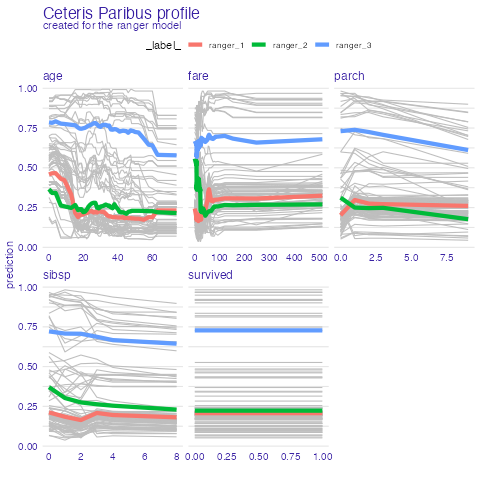 Ceteris Paribus profile
created for the ranger model
_label_ ranger_1 ranger_2 ranger_3
age fare parch
1.00
0.75
0.50
0.25
0.00
0 20 40 60 0 100 200 300 400 500 0.0 2.5 5.0 7.5
prediction
sibsp survived
1.00
0.75
0.50
0.25
0.00
0 2 4 6 8 0.00 0.25 0.50 0.75 1.00